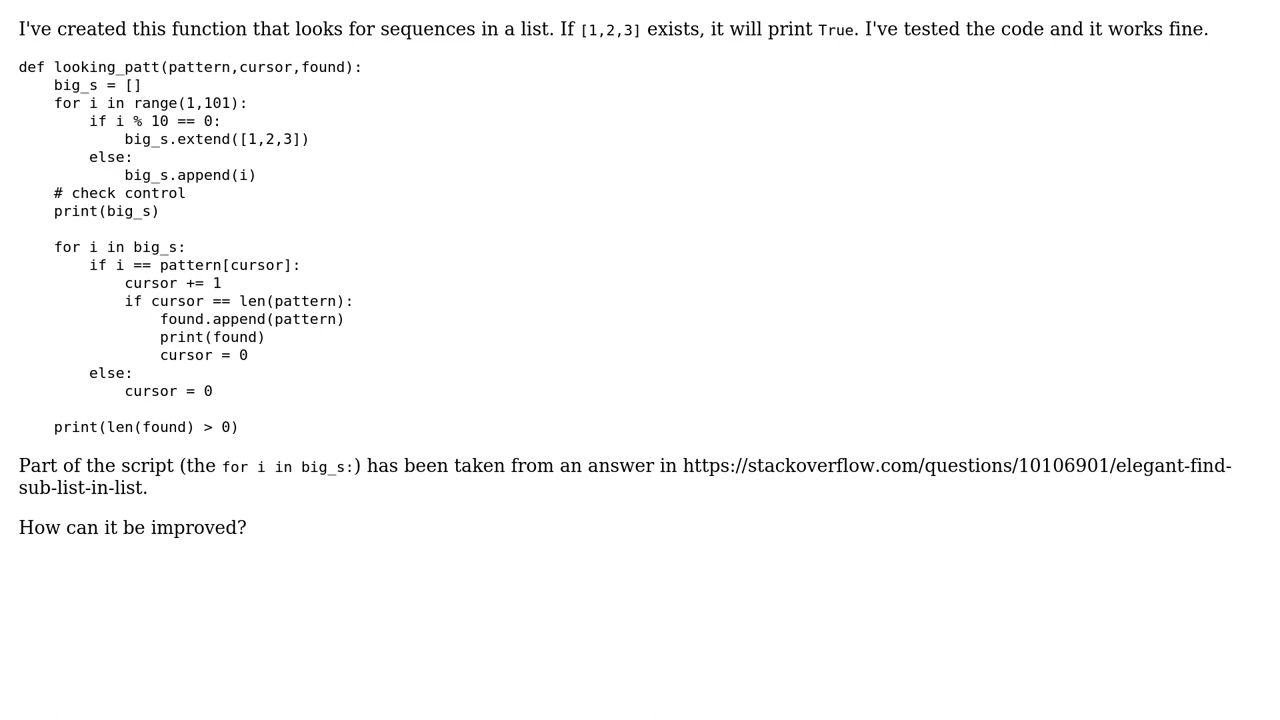 I've created this function that looks for sequences in a list. If [1,2,3] exists, it will print True. I've tested the code and it works fine.
def looking_patt(pattern,cursor,found):
    big_s = []
    for i in range(1,101):
        if i % 10 == 0:
            big_s.extend([1,2,3])
        else:
            big_s.append(i)
    # check control
    print(big_s)

    for i in big_s:
        if i == pattern[cursor]:
            cursor += 1
            if cursor == len(pattern):
                found.append(pattern)
                print(found)
                cursor = 0
        else:
            cursor = 0

    print(len(found) > 0)
Part of the script (the for i in big_s:) has been taken from an answer in https://stackoverflow.com/questions/10106901/elegant-find-
sub-list-in-list.
How can it be improved?